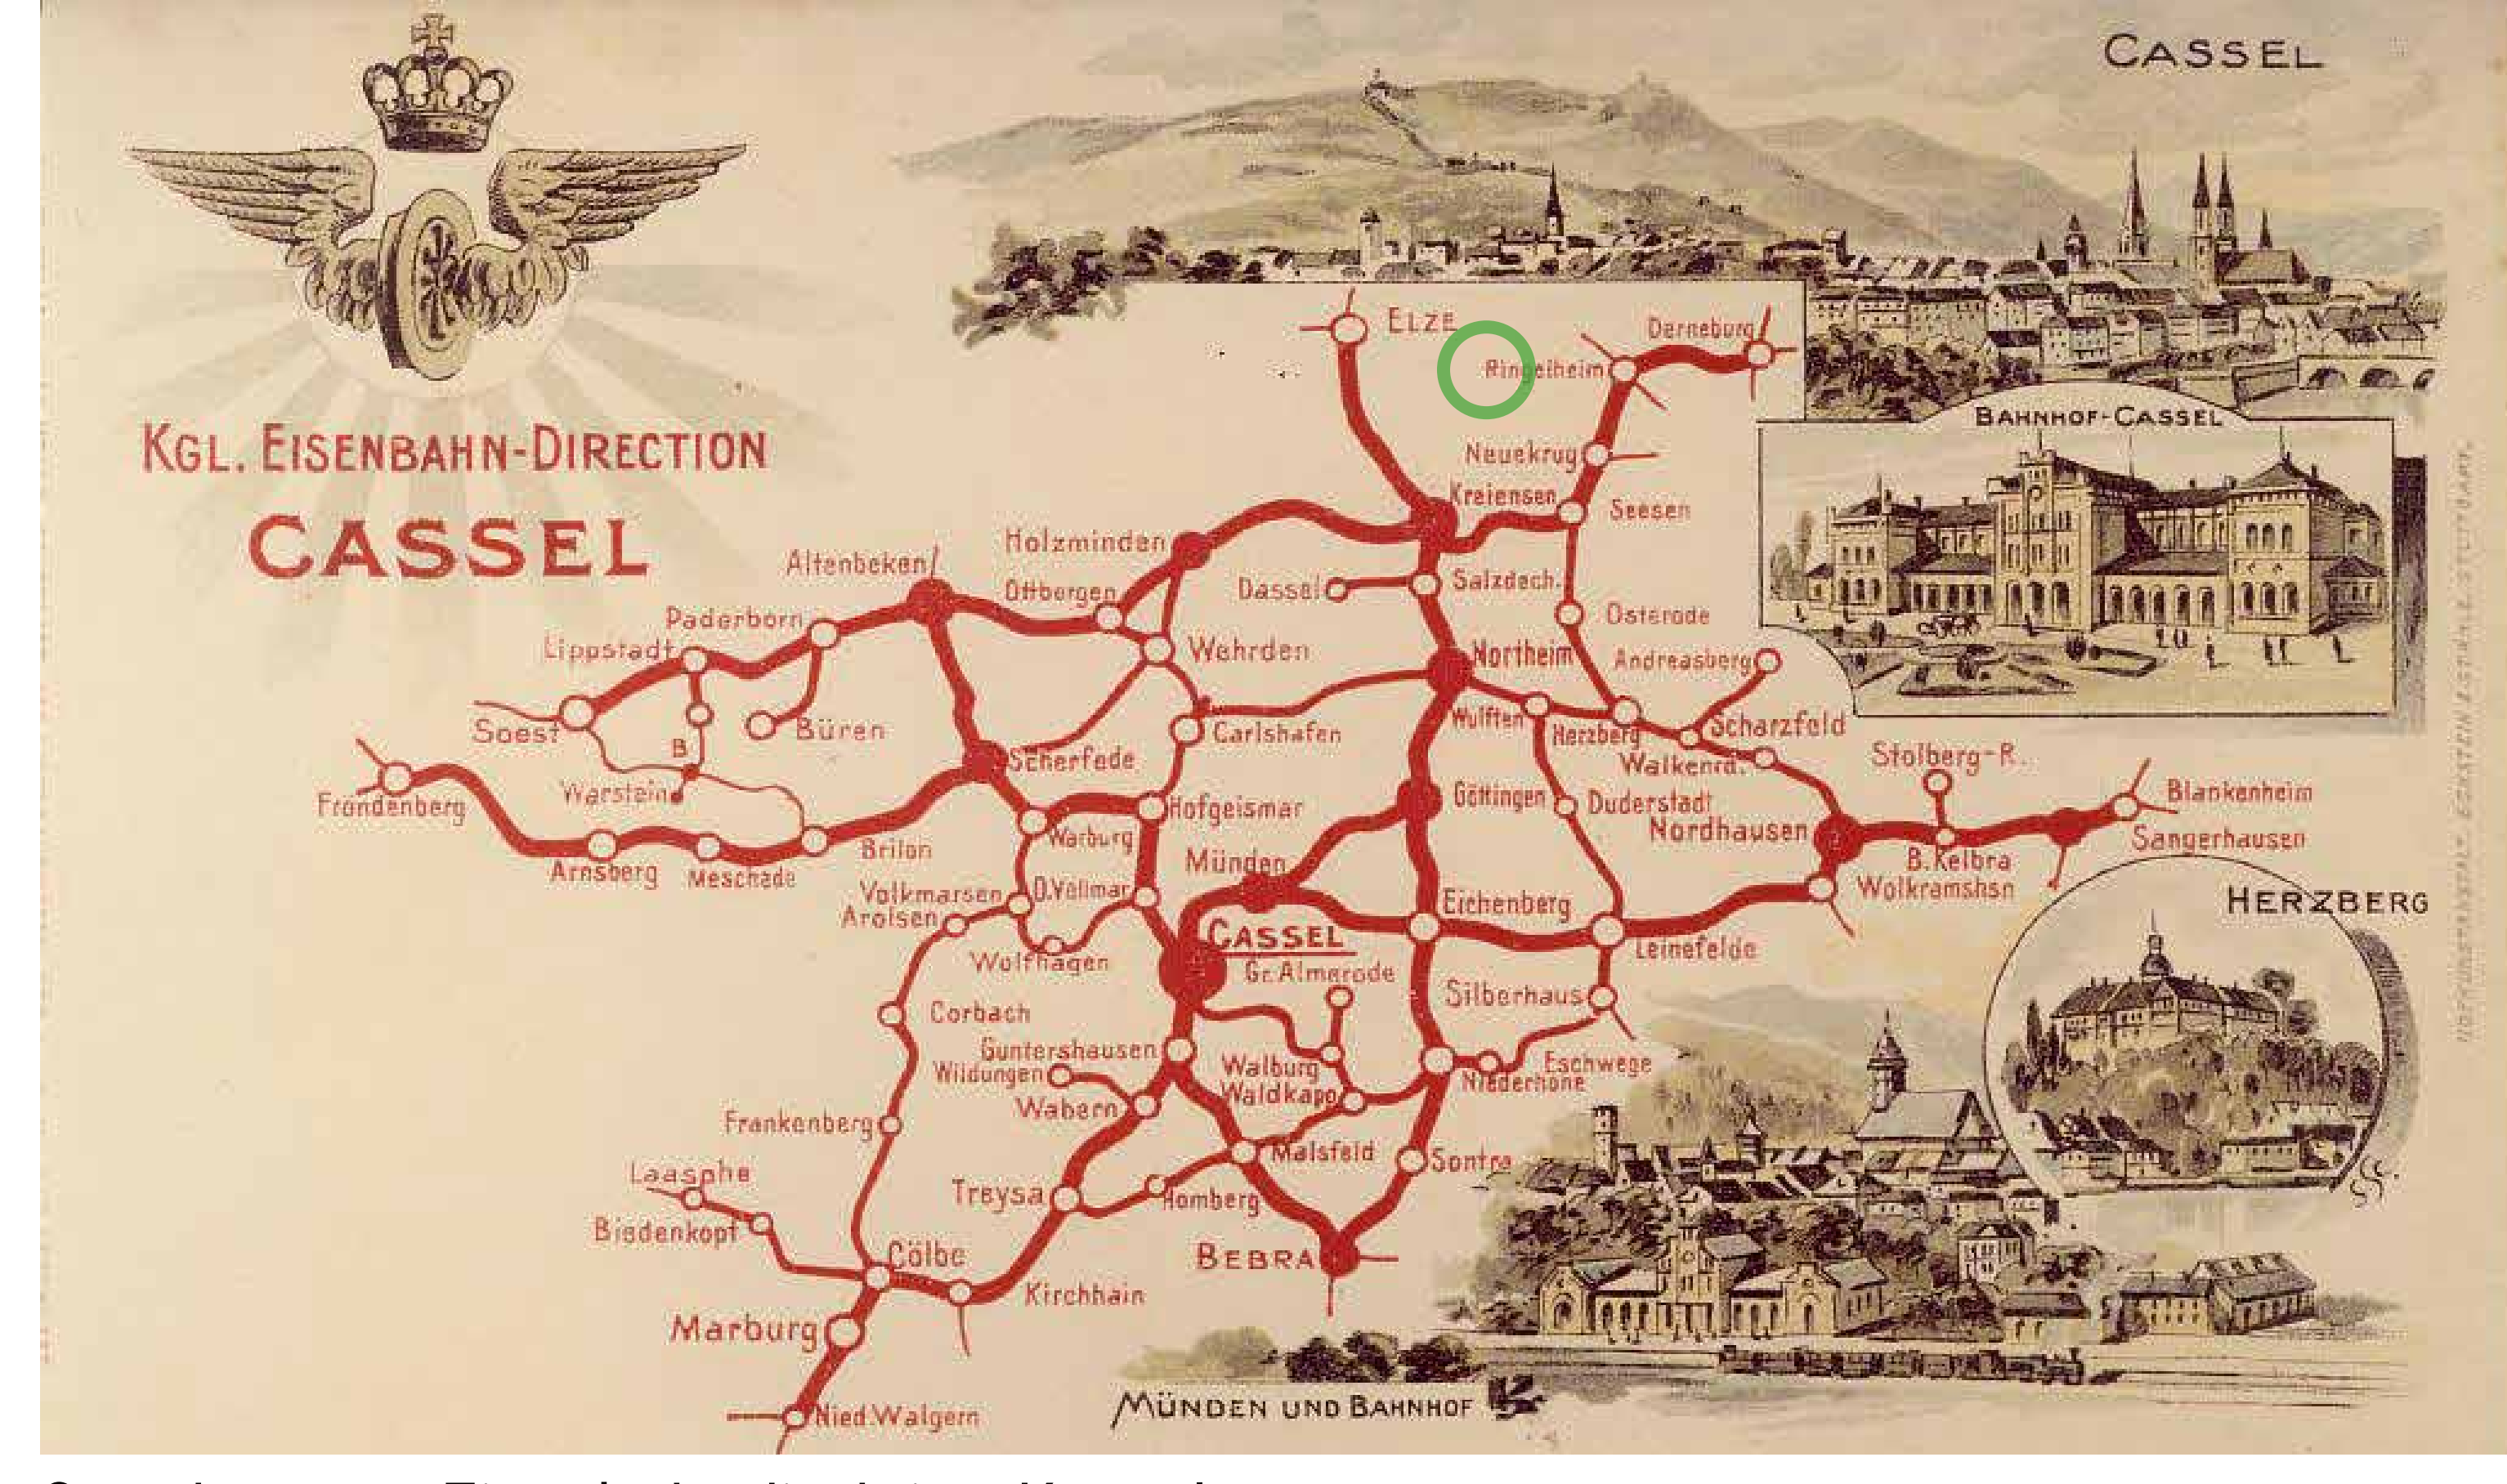 CASSEL
KGL. EISENBAHN-DIRECTION
CASSEL
BAHNHOF-CASSEL
ELZE
Derneburg
Ringelheim
Neuekrug
Kreiensen
Seesen
Holzminden
Altenbeken
Ottbergen
Dassel
Salzdech.
Osterode
Paderborn
Lippstadt
Wehrden
Northeim
Andreasberg
Soest
Büren
Carlshafen
Wulften
Herzberg
Scharzfeld
B
Scherfede
Walkenrd.
Stolberg-R.
Warstein
Frondenberg
Hofgeismar
Göttingen
Duderstadt
Blankenheim
Nordhausen
Sangerhausen
Warburg
Arnsberg
Meschede
Brilon
Münden
B.Kelbra
Wolkramshsn
Volkmarsen
O.Vellmar
Arolsen
Eichenberg
HERZBERG
CASSEL
Leinefelde
Wolfhagen
Gr.Almerode
Silberhaus
Corbach
Guntershausen
Wildungen
Walburg
Eschwege
Niederhone
Waldkapp
Wabern
Frankenberg
Malsfeld
Sontra
Laasphe
Treysa
Homberg
Biedenkopf
Cölbe
BEBRA
Kirchhain
Marburg
Nied.Walgern
MÜNDEN UND BAHNHOF